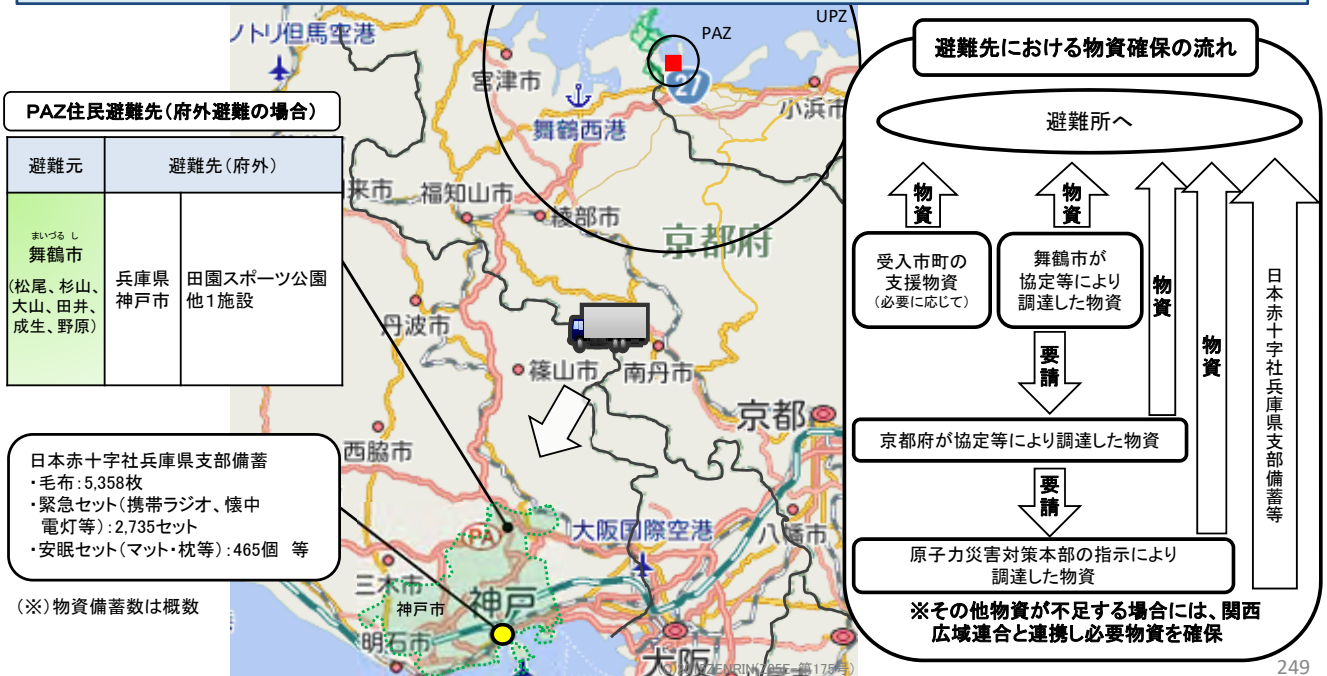 PAZ住民避難先(府外避難の場合)
避難元
避難先(府外)
まいづる し
舞鶴市
(松尾、杉山、
大山、田井、
成生、野原)
兵庫県
神戸市
田園スポーツ公園
他1施設
日本赤十字社兵庫県支部備蓄
・毛布:5,358枚
・緊急セット(携帯ラジオ、懐中
電灯等):2,735セット
・安眠セット(マット・枕等):465個 等
(※)物資備蓄数は概数
UPZ
PAZ
ノトリ但馬空港
宮津市
27
小浜市
舞鶴西港
来市
福知山市
綾部市
京都府
丹波市
篠山市
南丹市
京都
西脇市
大阪国際空港
八幡市
PA
三木市
神戸市
神戸
明石市
大阪
避難先における物資確保の流れ
避難所へ
物資
物資
物資
物資
受入市町の
支援物資
(必要に応じて)
舞鶴市が
協定等により
調達した物資
日本赤十字社兵庫県支部備蓄等
要請
京都府が協定等により調達した物資
要請
原子力災害対策本部の指示により
調達した物資
※その他物資が不足する場合には、関西
広域連合と連携し必要物資を確保
249